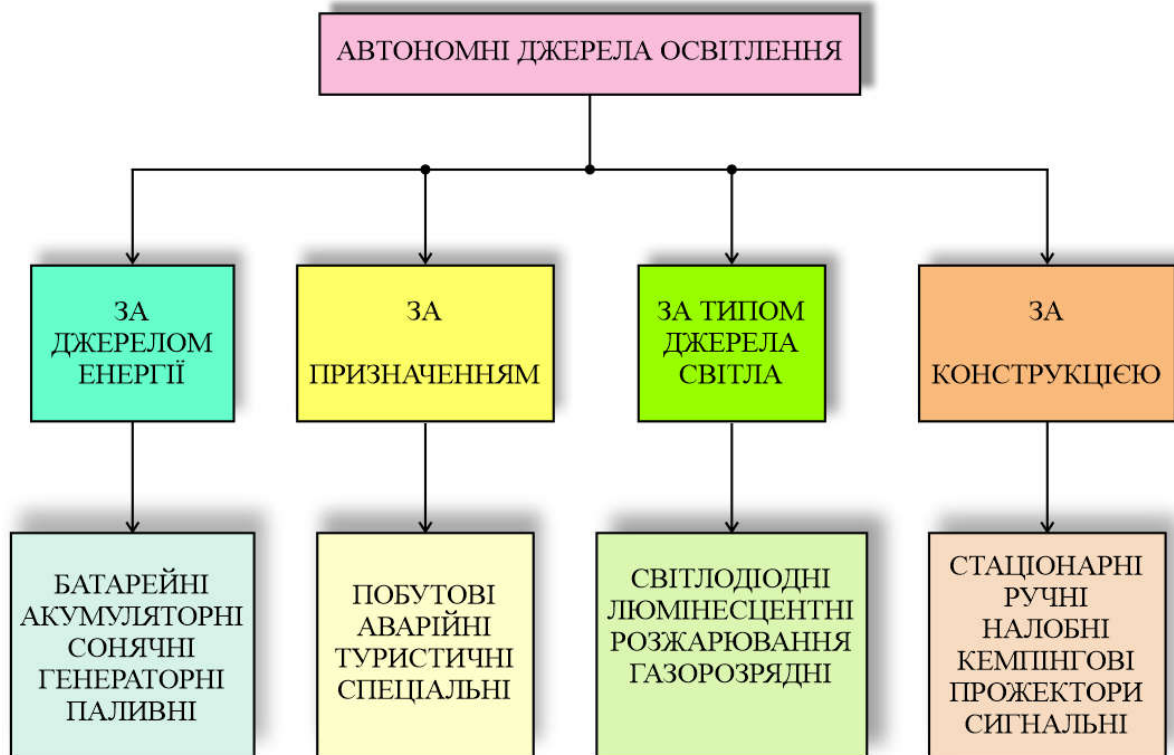 АВТОНОМНІ ДЖЕРЕЛА ОСВІТЛЕННЯ
ЗА
ДЖЕРЕЛОМ
ЕНЕРГІЇ
ЗА
ПРИЗНАЧЕННЯМ
ЗА ТИПОМ
ДЖЕРЕЛА
СВІТЛА
ЗА
КОНСТРУКЦІЄЮ
БАТАРЕЙНІ
АКУМУЛЯТОРНІ
СОНЯЧНІ
ГЕНЕРАТОРНІ
ПАЛИВНІ
ПОБУТОВІ
АВАРІЙНІ
ТУРИСТИЧНІ
СПЕЦІАЛЬНІ
СВІТЛОДІОДНІ
ЛЮМІНЕСЦЕНТНІ
РОЗЖАРЮВАННЯ
ГАЗОРОЗРЯДНІ
СТАЦІОНАРНІ
РУЧНІ
НАЛОБНІ
КЕМПІНГОВІ
ПРОЖЕКТОРИ
СИГНАЛЬНІ